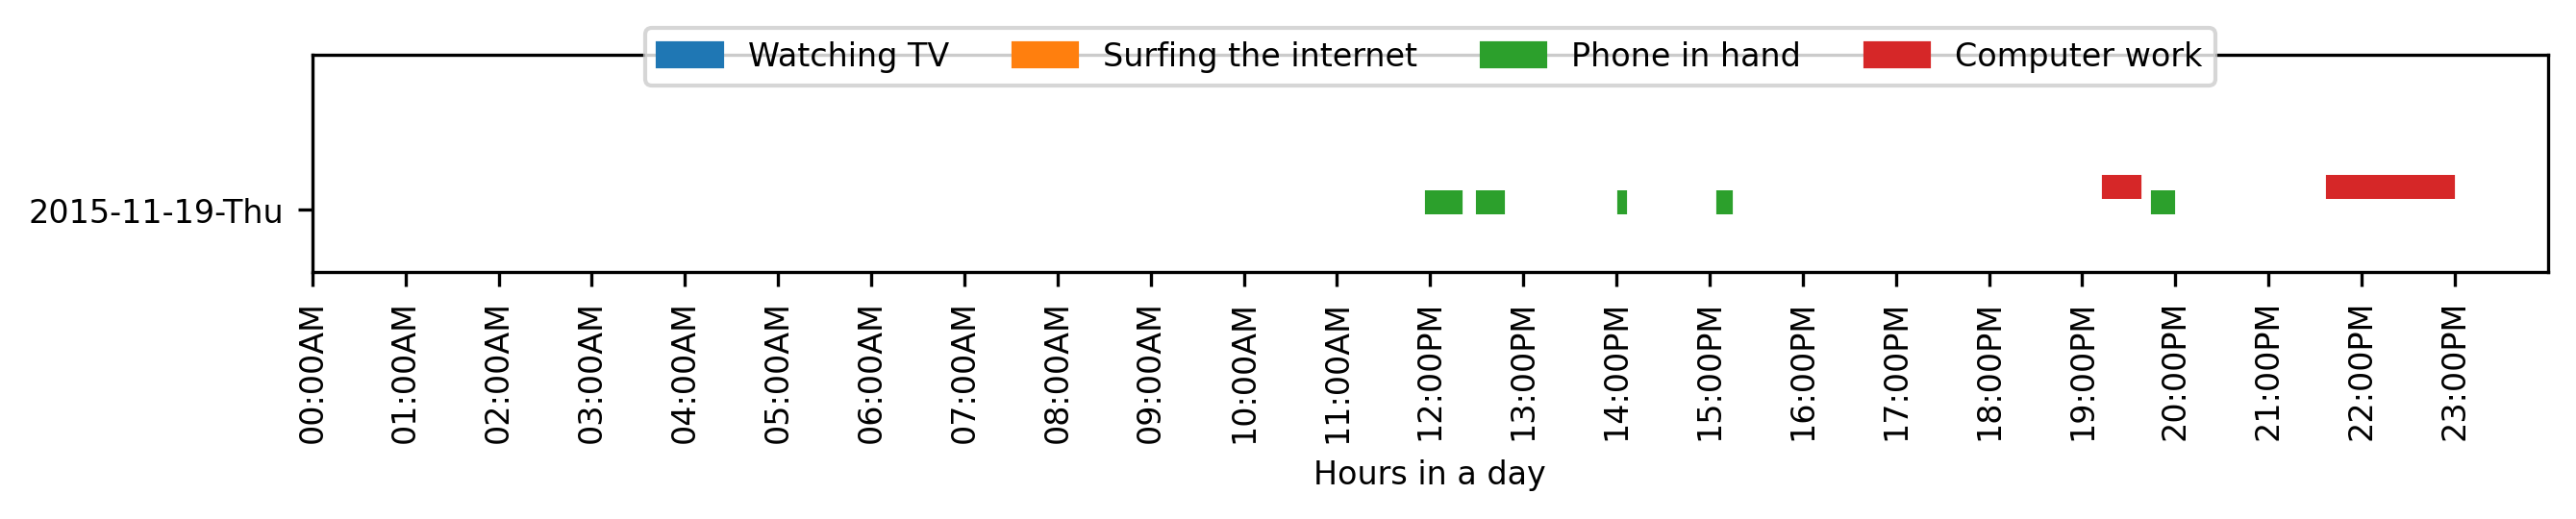 Watching TV Surfing the internet Phone in hand Computer work
2015-11-19-Thu
00:00AM 01:00AM 02:00AM 03:00AM 04:00AM 05:00AM 06:00AM 07:00AM 08:00AM 09:00AM 10:00AM 11:00AM 12:00PM 13:00PM 14:00PM 15:00PM 16:00PM 17:00PM 18:00PM 19:00PM 20:00PM 21:00PM 22:00PM 23:00PM
Hours in a day